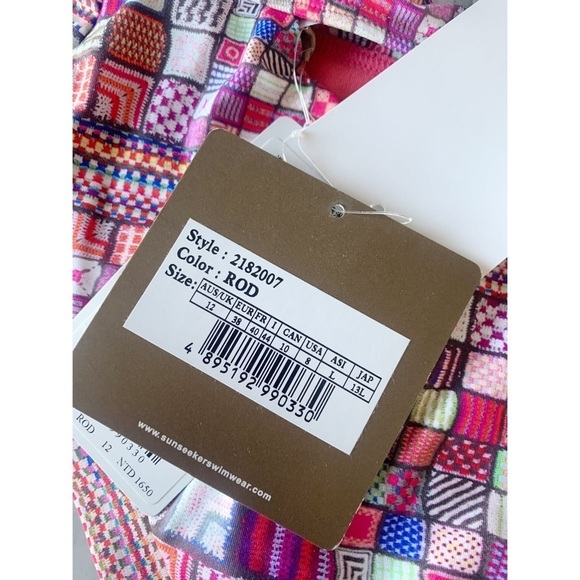 Style : 2182007
Color : ROD
Size: AUS/UK EUR FR I CAN USA ASI JAP
12 38 40 44 10 8 L 13L
4 895192 990330
www.sunseekerswimwear.com
90330
ROD 12 NTD 1650